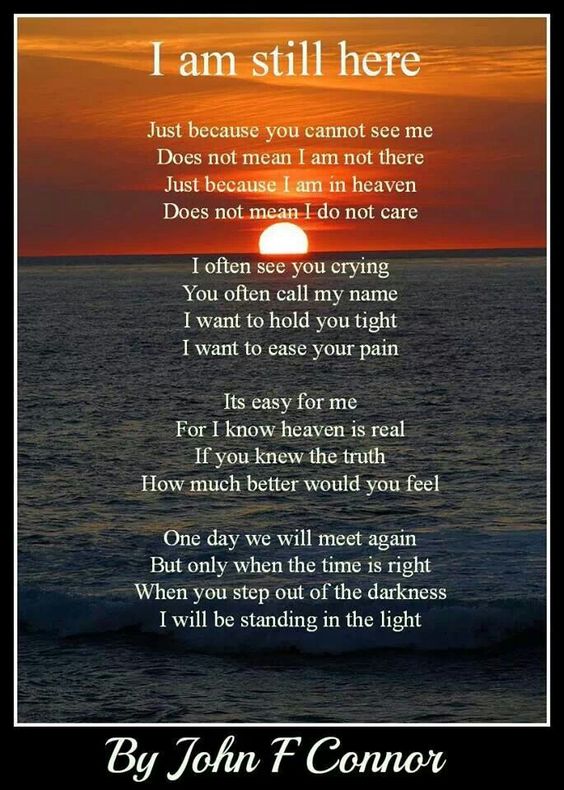 I am still here
Just because you cannot see me
Does not mean I am not there
Just because I am in heaven
Does not mean I do not care
I often see you crying
You often call my name
I want to hold you tight
I want to ease your pain
Its easy for me
For I know heaven is real
If you knew the truth
How much better would you feel
One day we will meet again
But only when the time is right
When you step out of the darkness
I will be standing in the light
By John F Connor